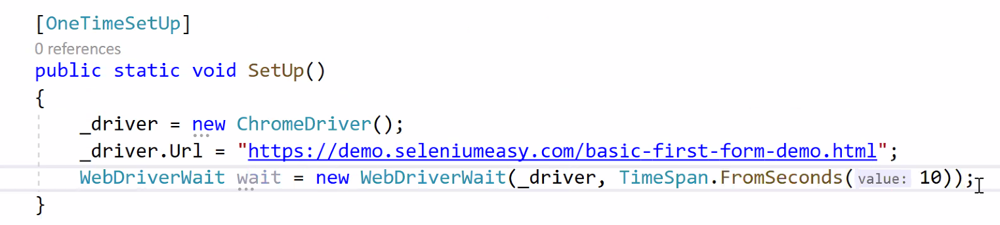 [OneTimeSetUp]
0 references
public static void SetUp()
{
_driver = new ChromeDriver();
_driver.Url = "https://demo.seleniumeasy.com/basic-first-form-demo.html";
WebDriverWait wait = new WebDriverWait(_driver, TimeSpan.FromSeconds(value: 10));
}